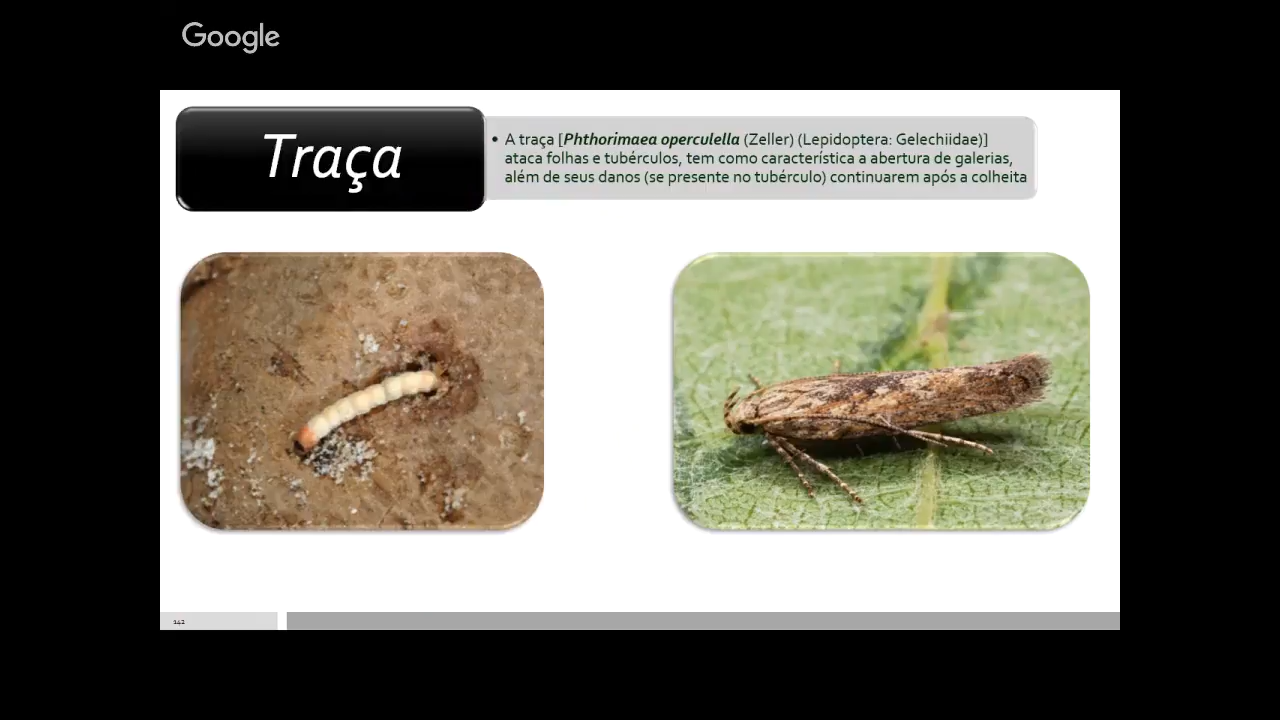 Google
Traça
• A traça [Phthorimaea operculella (Zeller) (Lepidoptera: Gelechiidae)]
ataca folhas e tubérculos, tem como característica a abertura de galerias,
além de seus danos (se presente no tubérculo) continuarem após a colheita
142